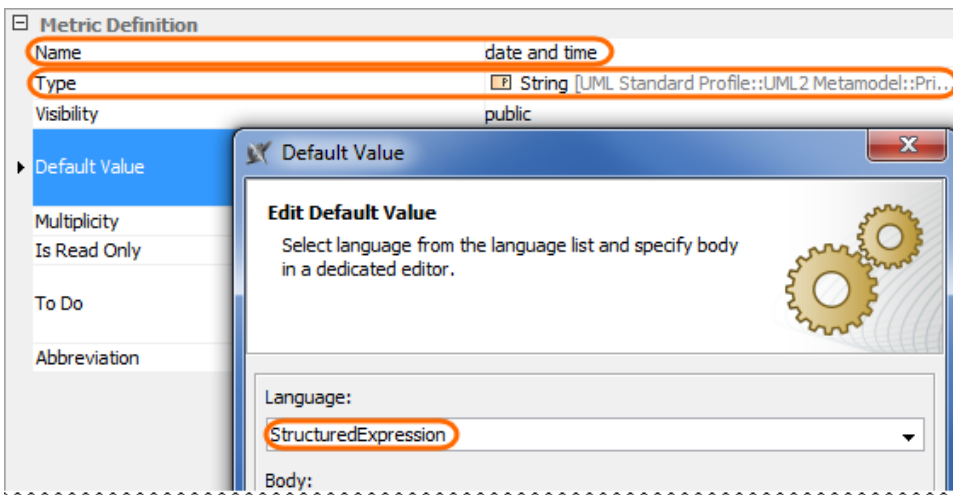 Metric Definition
Name date and time
Type String [UML Standard Profile::UML2 Metamodel::Pri...
Visibility public
Default Value
Default Value
Edit Default Value
Select language from the language list and specify body
in a dedicated editor.
Multiplicity
Is Read Only
To Do
Abbreviation
Language:
StructuredExpression
Body: